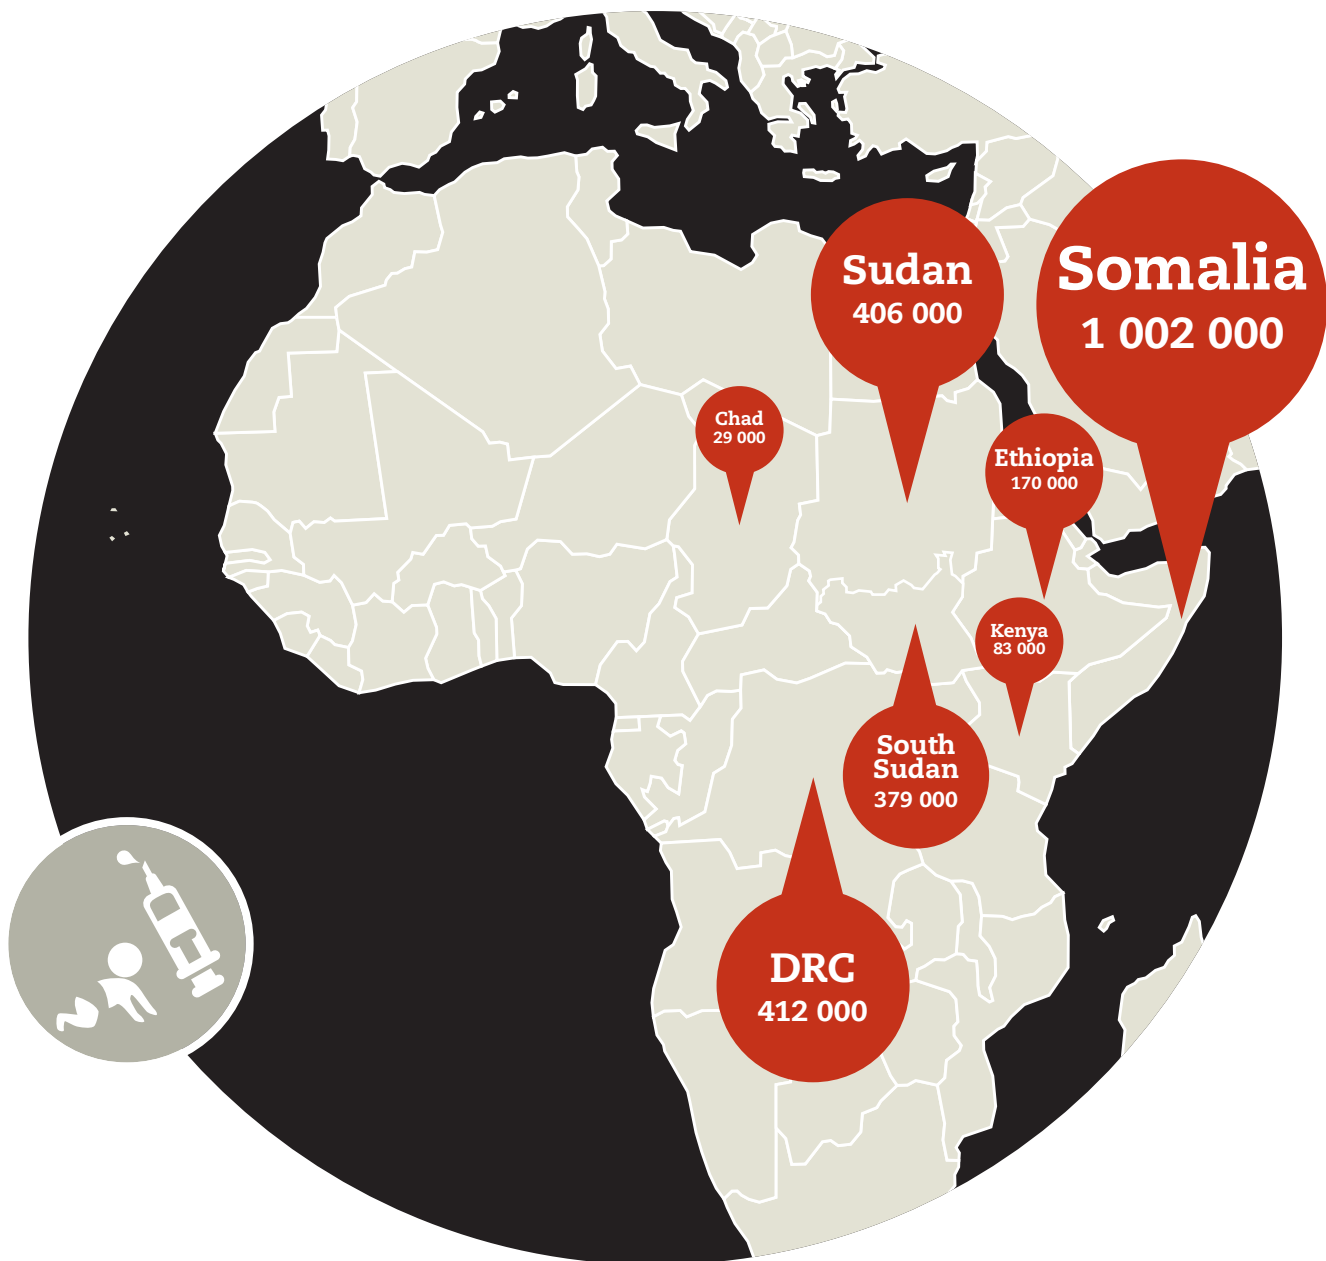 Sudan
406 000
Somalia
1 002 000
Chad
29 000
Ethiopia
170 000
Kenya
83 000
South
Sudan
379 000
DRC
412 000